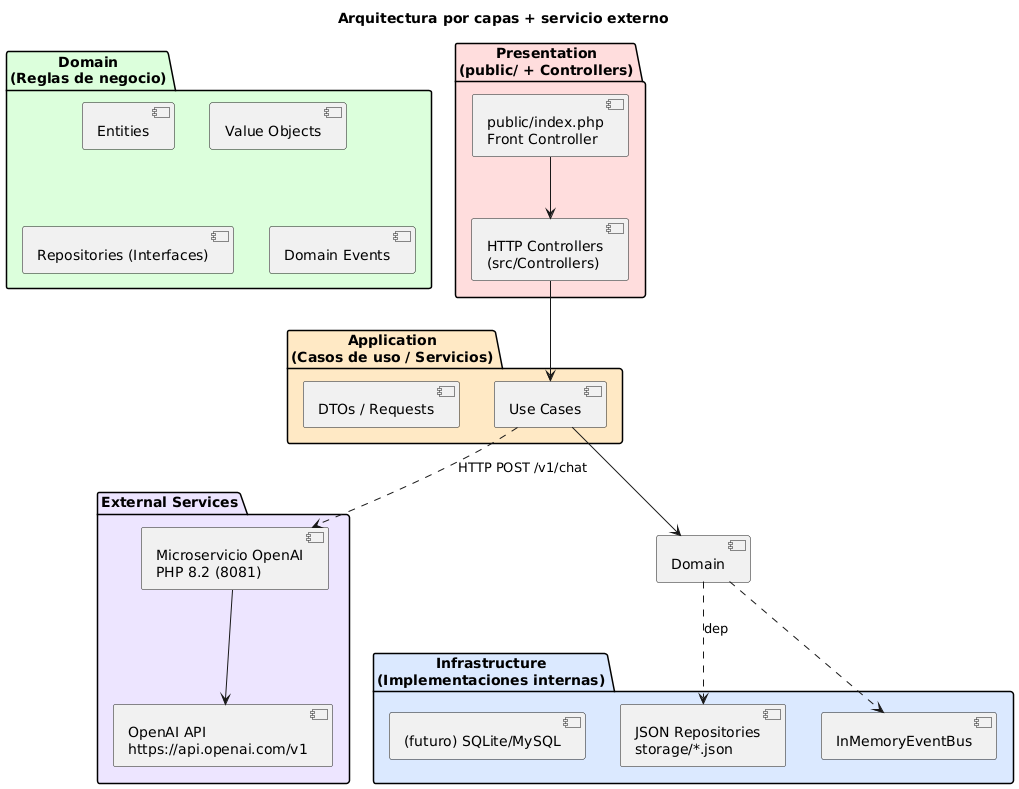 Arquitectura por capas + servicio externo
Domain
(Reglas de negocio)
Entities
Value Objects
Repositories (Interfaces)
Domain Events
Presentation
(public/ + Controllers)
public/index.php
Front Controller
HTTP Controllers
(src/Controllers)
Application
(Casos de uso / Servicios)
DTOs / Requests
Use Cases
HTTP POST /v1/chat
External Services
Microservicio OpenAI
PHP 8.2 (8081)
OpenAI API
https://api.openai.com/v1
Domain
dep
Infrastructure
(Implementaciones internas)
(futuro) SQLite/MySQL
JSON Repositories
storage/*.json
InMemoryEventBus